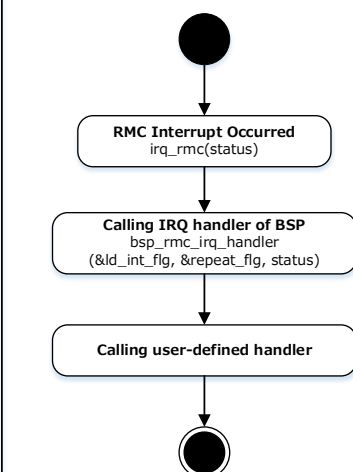 RMC Interrupt Occurred
irq_rmc(status)
Calling IRQ handler of BSP
bsp_rmc_irq_handler
(&ld_int_flg, &repeat_flg, status)
Calling user-defined handler